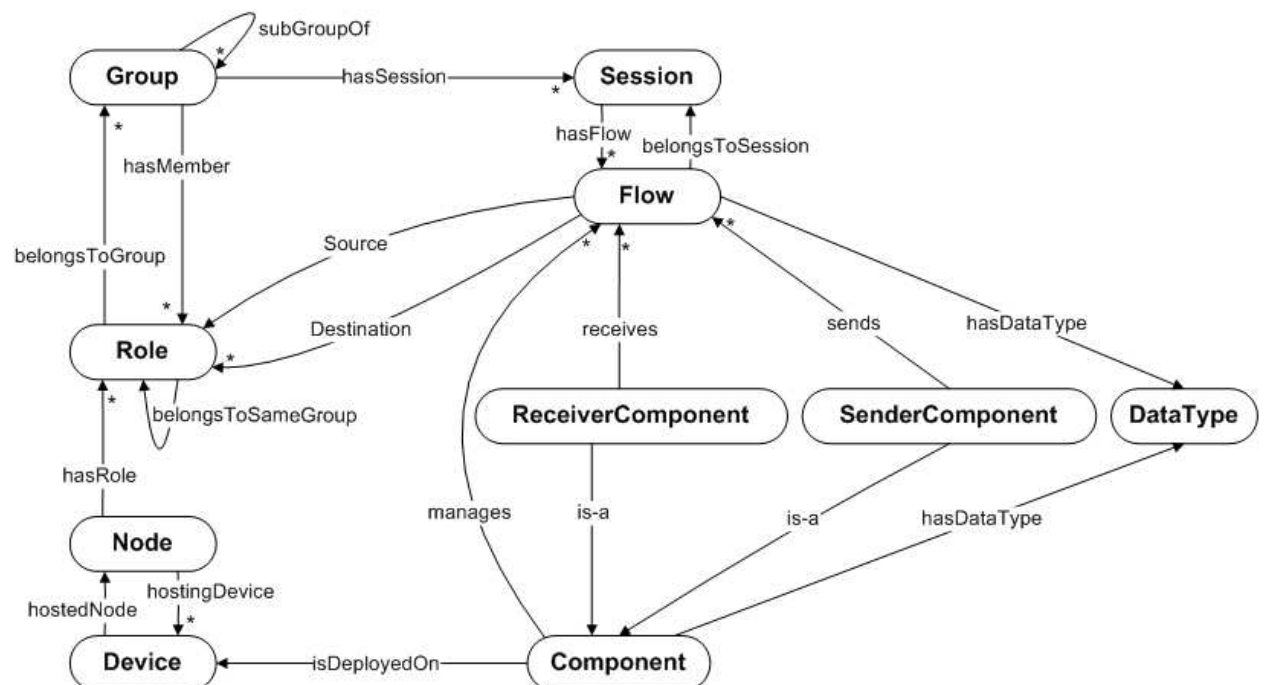 subGroupOf
*
Group
hasSession
*
Session
*
hasFlow
*
belongsToSession
hasMember
Flow
*
*
*
Source
belongsToGroup
*
Destination
*
receives
sends
hasDataType
Role
*
belongsToSameGroup
ReceiverComponent
SenderComponent
DataType
hasRole
manages
is-a
is-a
hasDataType
Node
hostingDevice
hostedNode
*
Device
isDeployedOn
Component